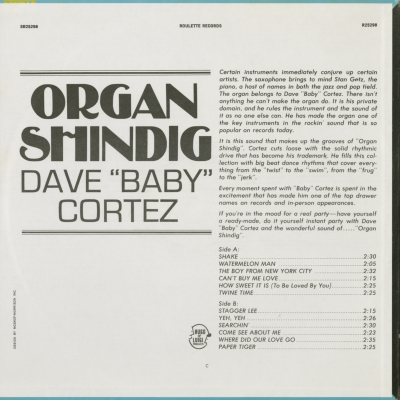 SR25298
ROULETTE RECORDS
R25298
ORGAN
SHINDIG
DAVE "BABY"
CORTEZ
Certain instruments immediately conjure up certain
artists. The saxophone brings to mind Stan Getz, the
piano, a host of names in both the jazz and pop field.
The organ belongs to Dave "Baby" Cortez. There isn't
anything he can't make the organ do. It is his private
domain, and he rules the instrument and the sound of
it as no one else can. He has made the organ one of
the key instruments in the rockin' sound that is so
popular on records today.
It is this sound that makes up the grooves of "Organ
Shindig". Cortez cuts loose with the solid rhythmic
drive that has become his trademark. He fills this col-
lection with big beat dance rhythms that cover every-
thing from the "twist" to the "swim", from the "frug"
to the "jerk".
Every moment spent with "Baby" Cortez is spent in the
excitement that has made him one of the top drawer
names on records and in-person appearances.
If you're in the mood for a real party—have yourself
a ready-made, do it yourself instant party with Dave
"Baby" Cortez and the wonderful sound of....."Organ
Shindig".
Side A:
SHAKE 2:30
WATERMELON MAN 2:05
THE BOY FROM NEW YORK CITY 2:32
CAN'T BUY ME LOVE 2:15
HOW SWEET IT IS (To Be Loved By You) 2:25
TWINE TIME 2:25
Side B:
STAGGER LEE 2:15
YEH, YEH 2:26
SEARCHIN' 2:30
COME SEE ABOUT ME 2:23
WHERE DID OUR LOVE GO 2:35
PAPER TIGER 2:25
HUGO
&
LUIGI